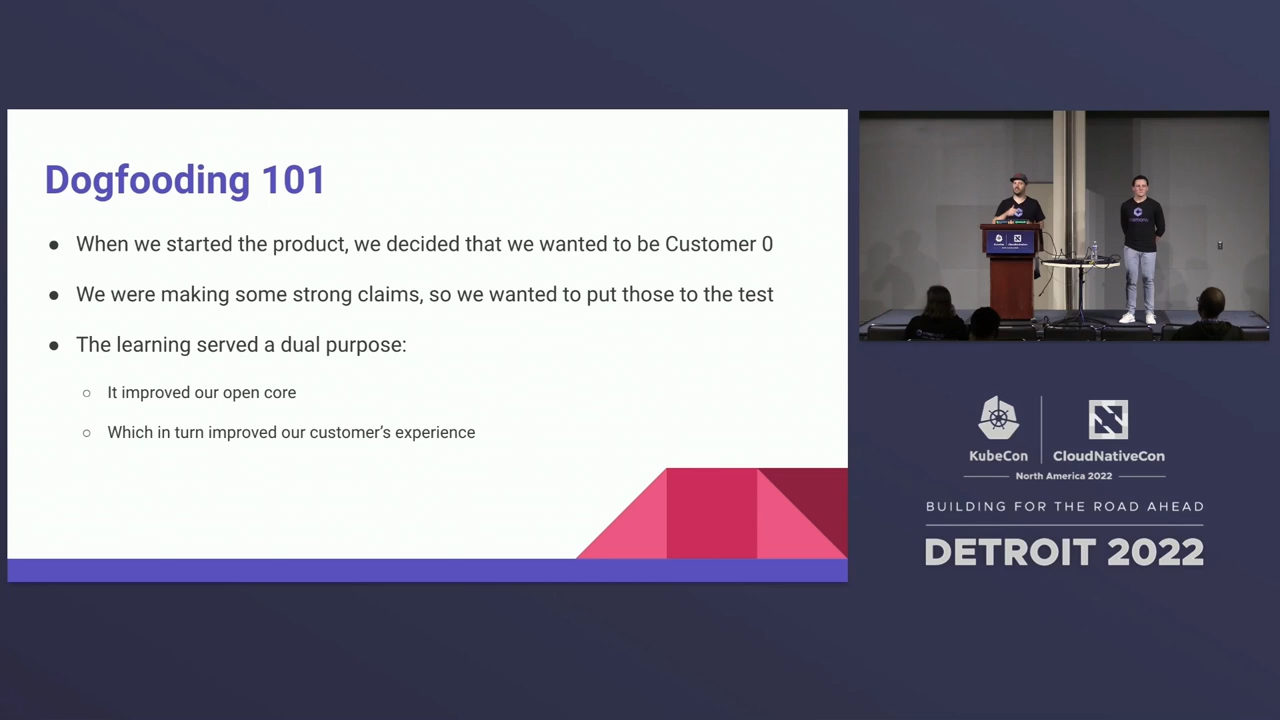 Dogfooding 101
● When we started the product, we decided that we wanted to be Customer 0
● We were making some strong claims, so we wanted to put those to the test
● The learning served a dual purpose:
○ It improved our open core
○ Which in turn improved our customer’s experience
KubeCon
CloudNativeCon
North America 2022
BUILDING FOR THE ROAD AHEAD
DETROIT 2022